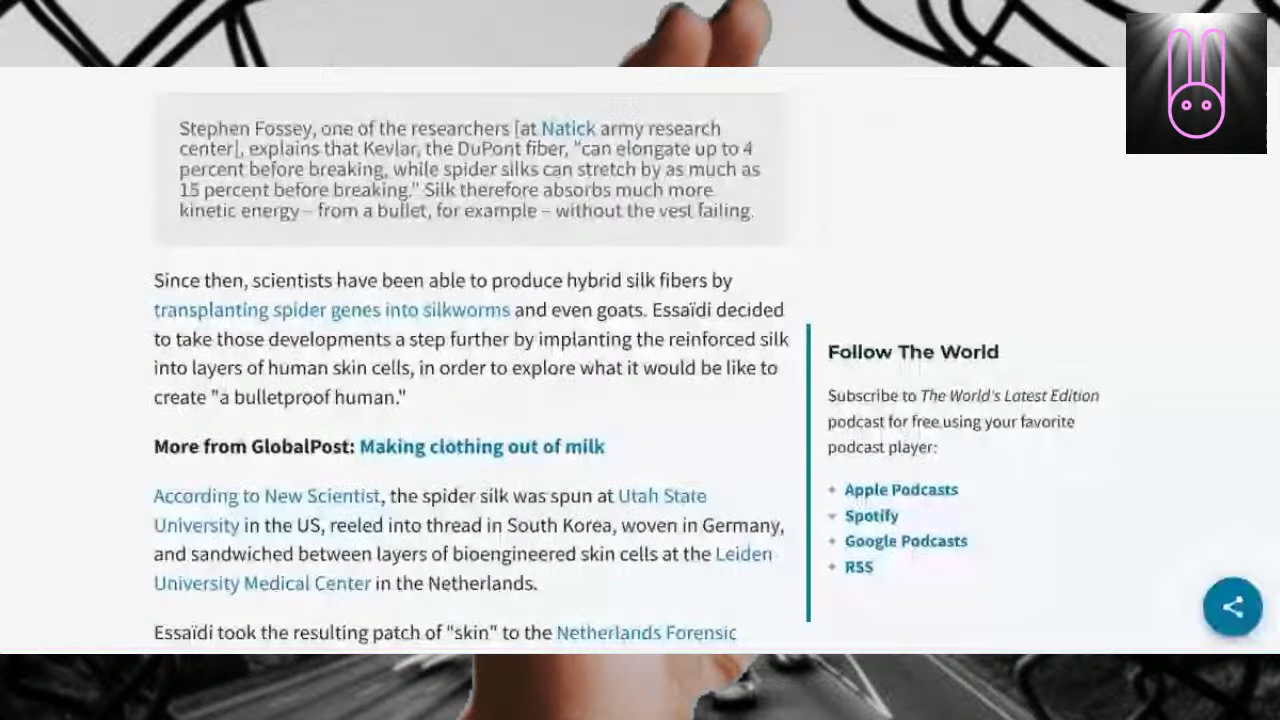 Stephen Fossey, one of the researchers [at Natick army research
center], explains that Kevlar, the DuPont fiber, "can elongate up to 4
percent before breaking, while spider silks can stretch by as much as
15 percent before breaking." Silk therefore absorbs much more
kinetic energy – from a bullet, for example – without the vest failing.
Since then, scientists have been able to produce hybrid silk fibers by
transplanting spider genes into silkworms and even goats. Essaïdi decided
to take those developments a step further by implanting the reinforced silk
into layers of human skin cells, in order to explore what it would be like to
create "a bulletproof human."
More from GlobalPost: Making clothing out of milk
According to New Scientist, the spider silk was spun at Utah State
University in the US, reeled into thread in South Korea, woven in Germany,
and sandwiched between layers of bioengineered skin cells at the Leiden
University Medical Center in the Netherlands.
Essaïdi took the resulting patch of "skin" to the Netherlands Forensic
Follow The World
Subscribe to The World's Latest Edition
podcast for free using your favorite
podcast player:
Apple Podcasts
Spotify
Google Podcasts
RSS